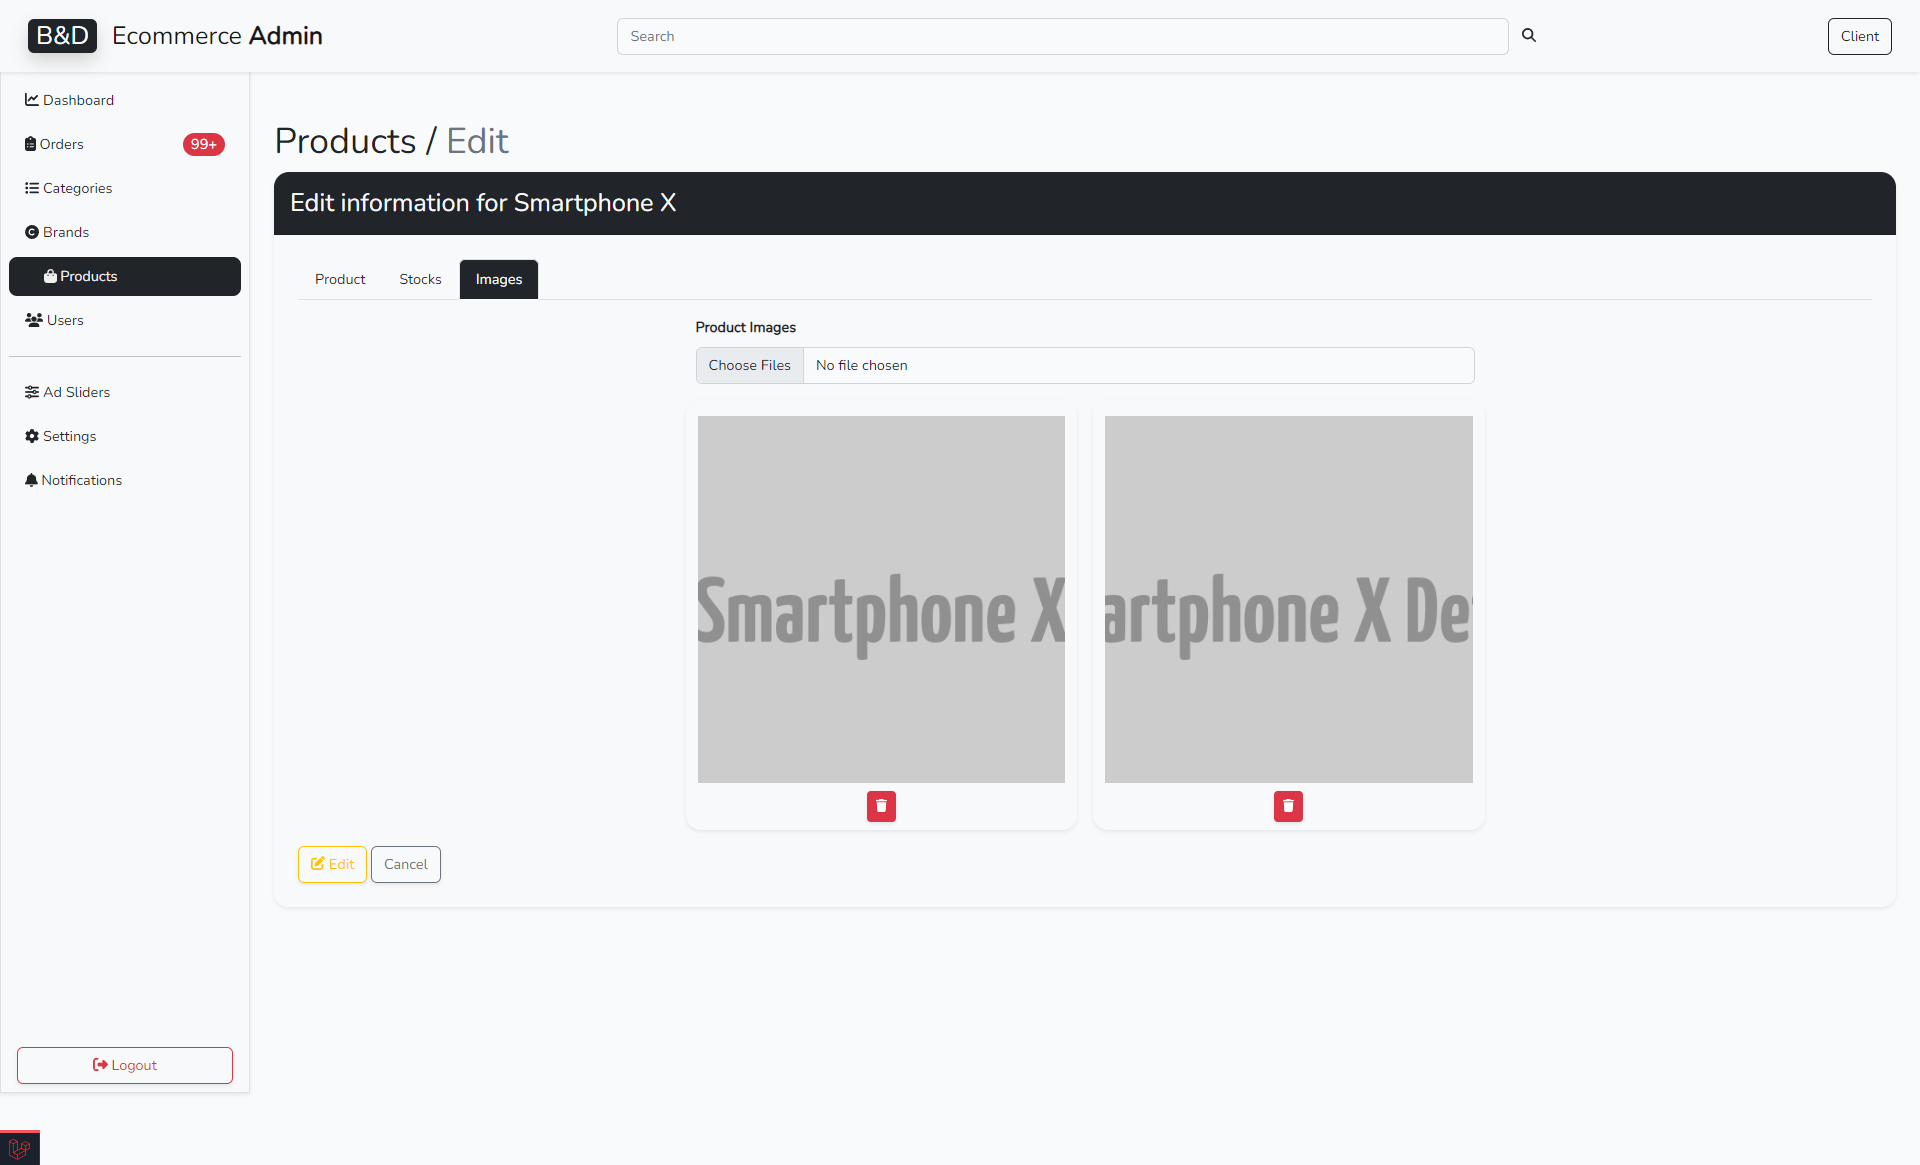 B&D Ecommerce Admin
Search
Client
Dashboard
Orders 99+
Categories
Brands
Products
Users
Ad Sliders
Settings
Notifications
Logout
Products / Edit
Edit information for Smartphone X
Product Stocks Images
Product Images
Choose Files No file chosen
Smartphone X
artphone X De
Edit Cancel